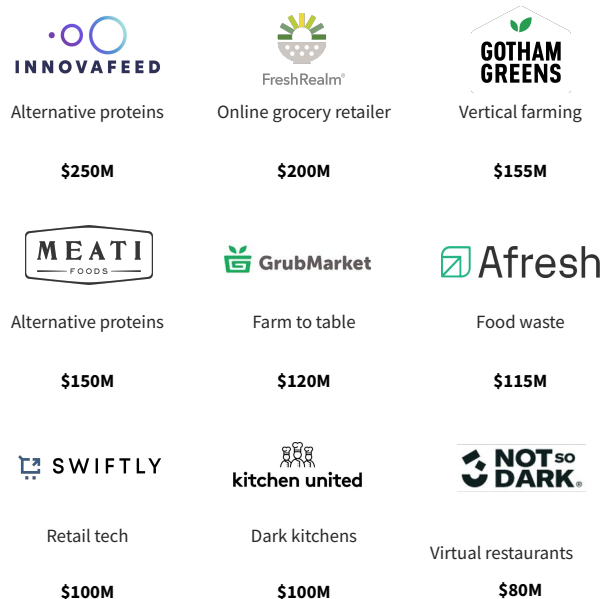 INNOVAFEED
FreshRealm®
GOTHAM
GREENS
Alternative proteins
Online grocery retailer
Vertical farming
$250M
$200M
$155M
MEATI
FOODS
GrubMarket
Afresh
Alternative proteins
Farm to table
Food waste
$150M
$120M
$115M
SWIFTLY
kitchen united
NOT SO
DARK®
Retail tech
Dark kitchens
Virtual restaurants
$100M
$100M
$80M